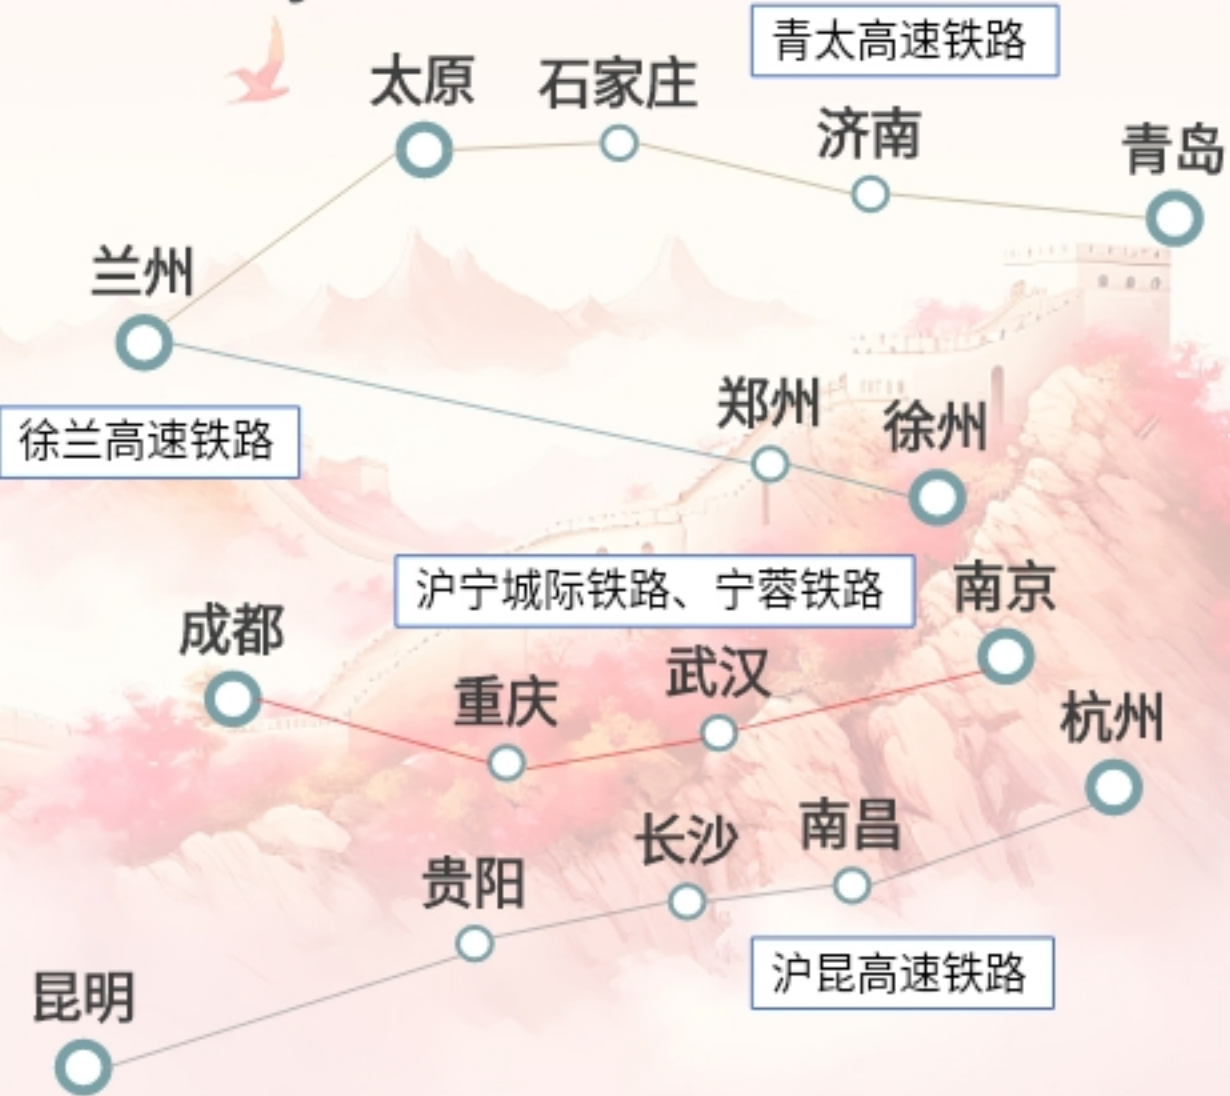 青太高速铁路
太原
石家庄
济南
青岛
兰州
郑州
徐州
徐兰高速铁路
沪宁城际铁路、宁蓉铁路
南京
成都
武汉
重庆
杭州
长沙
南昌
贵阳
沪昆高速铁路
昆明